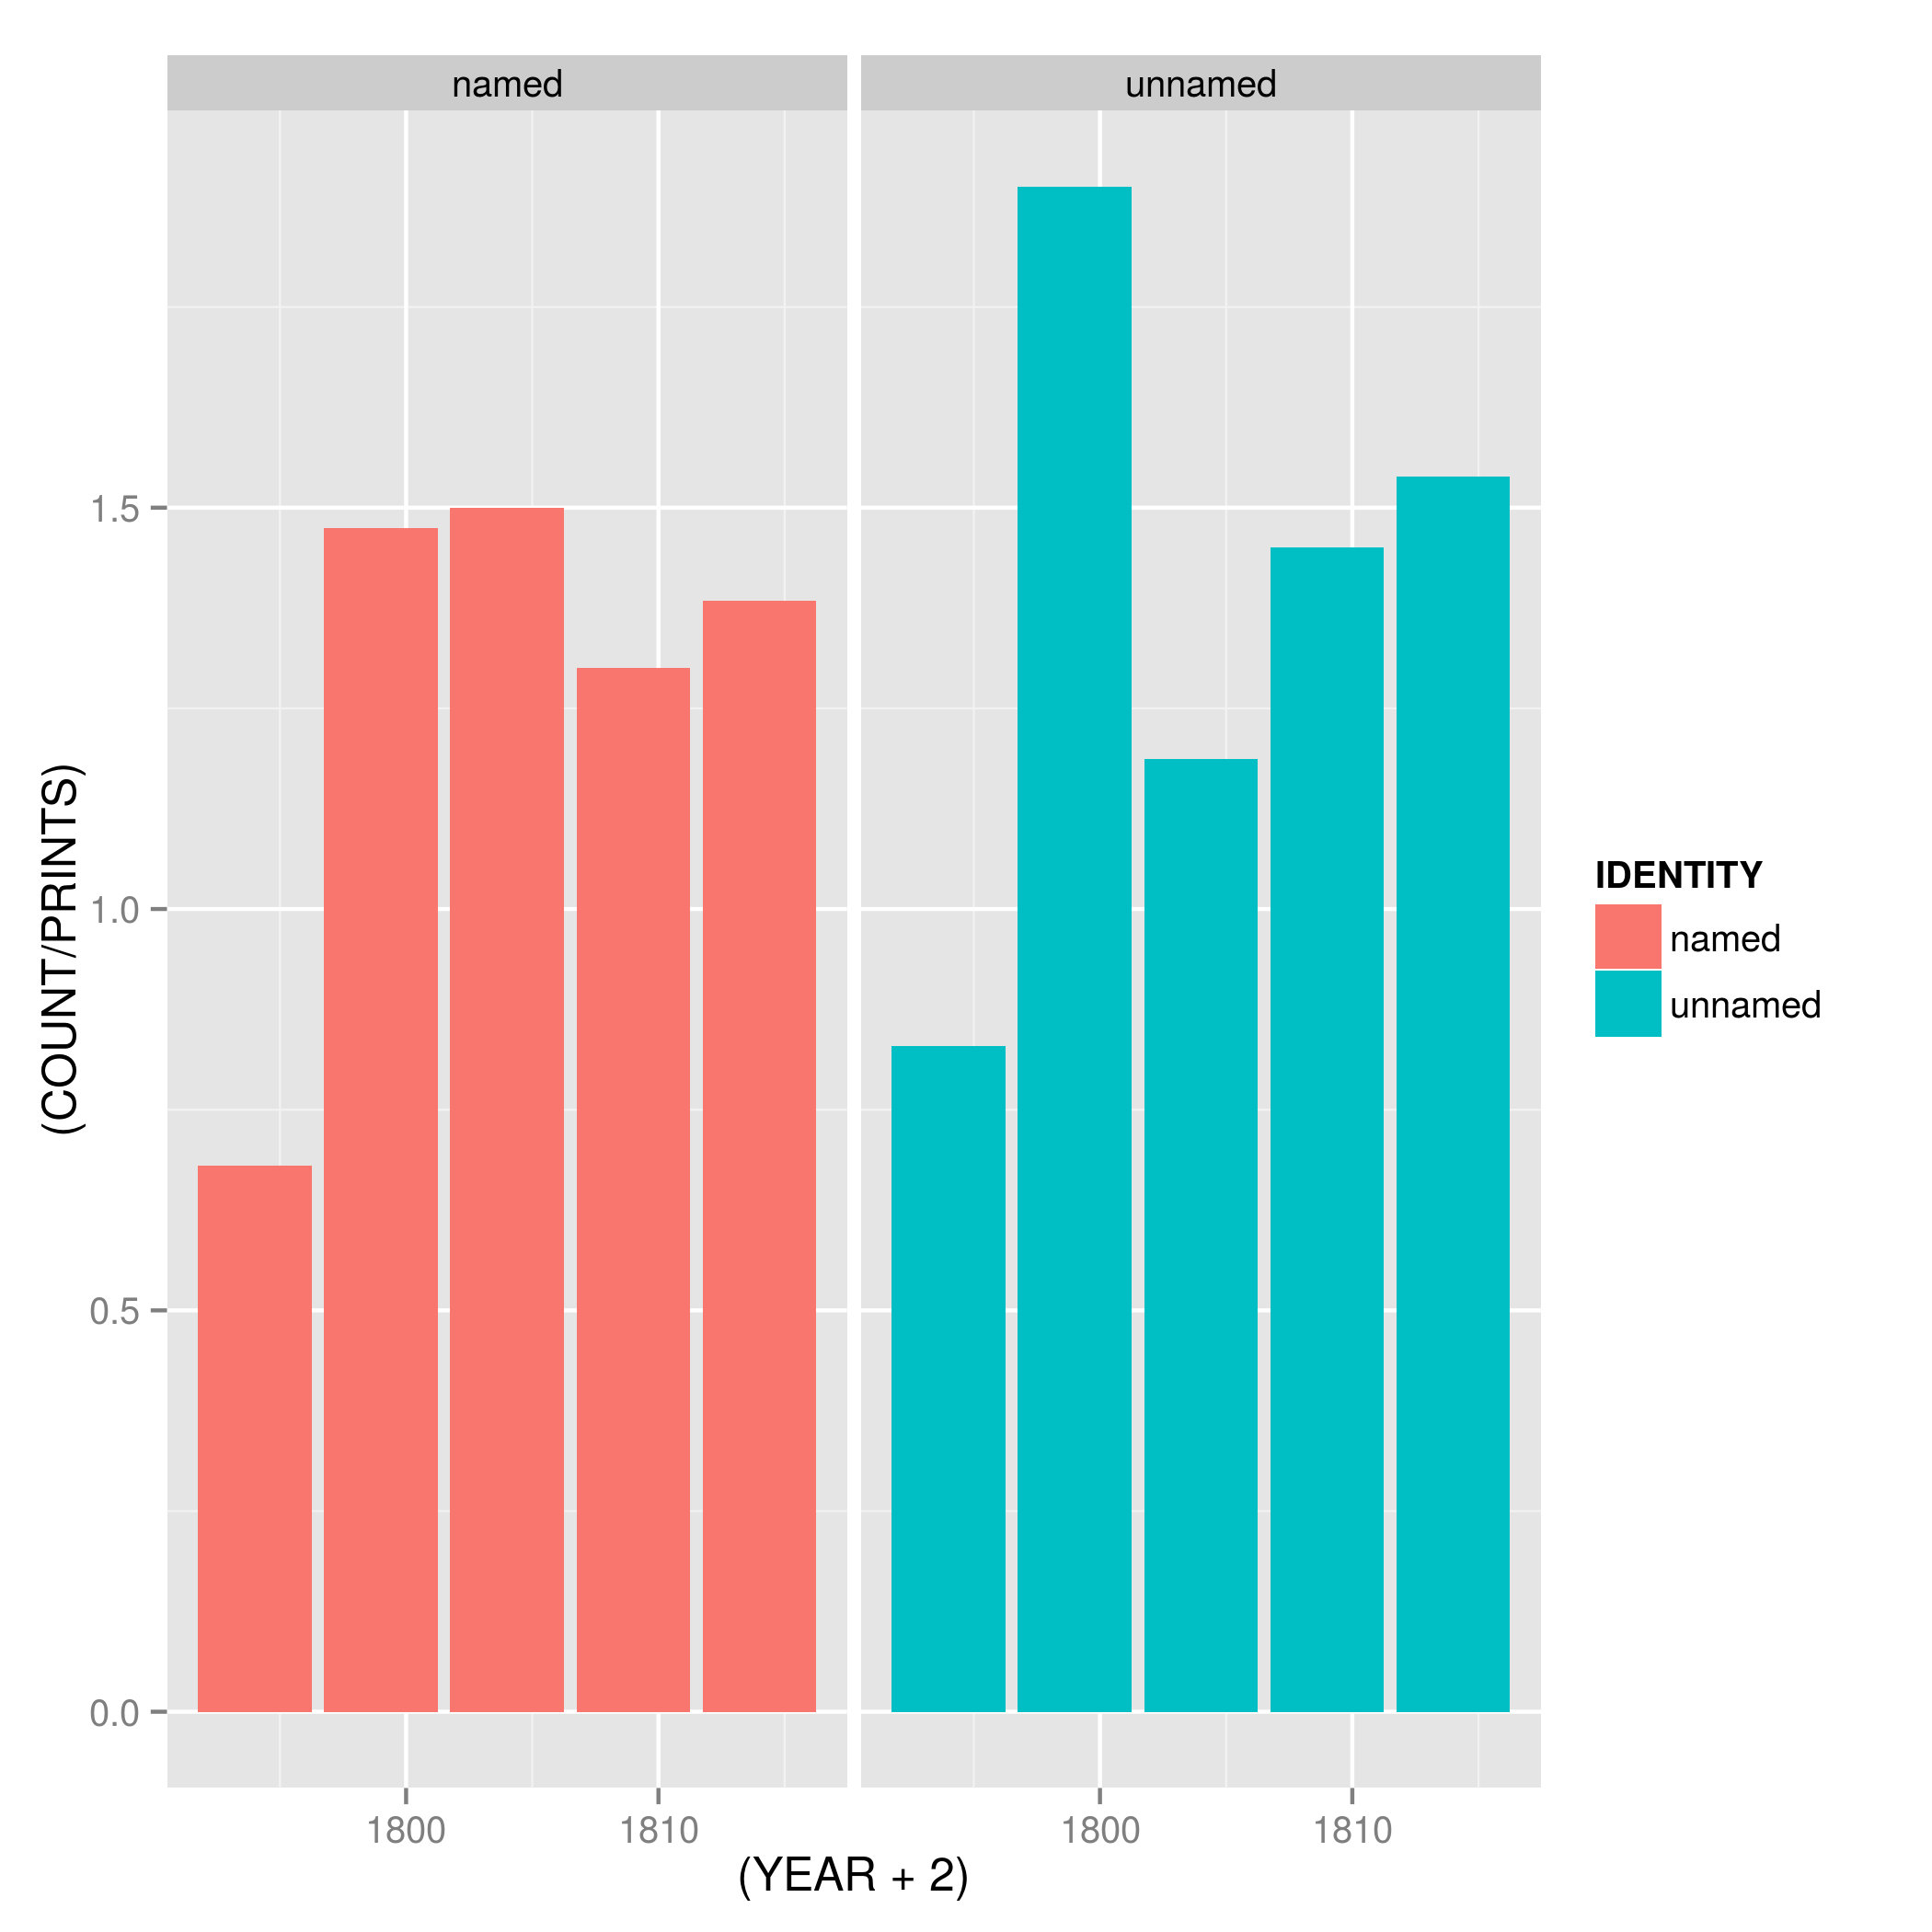 named
unnamed
(COUNT/PRINTS)
1.5
1.0
0.5
0.0
1800
1810
1800
1810
(YEAR + 2)
IDENTITY
named
unnamed